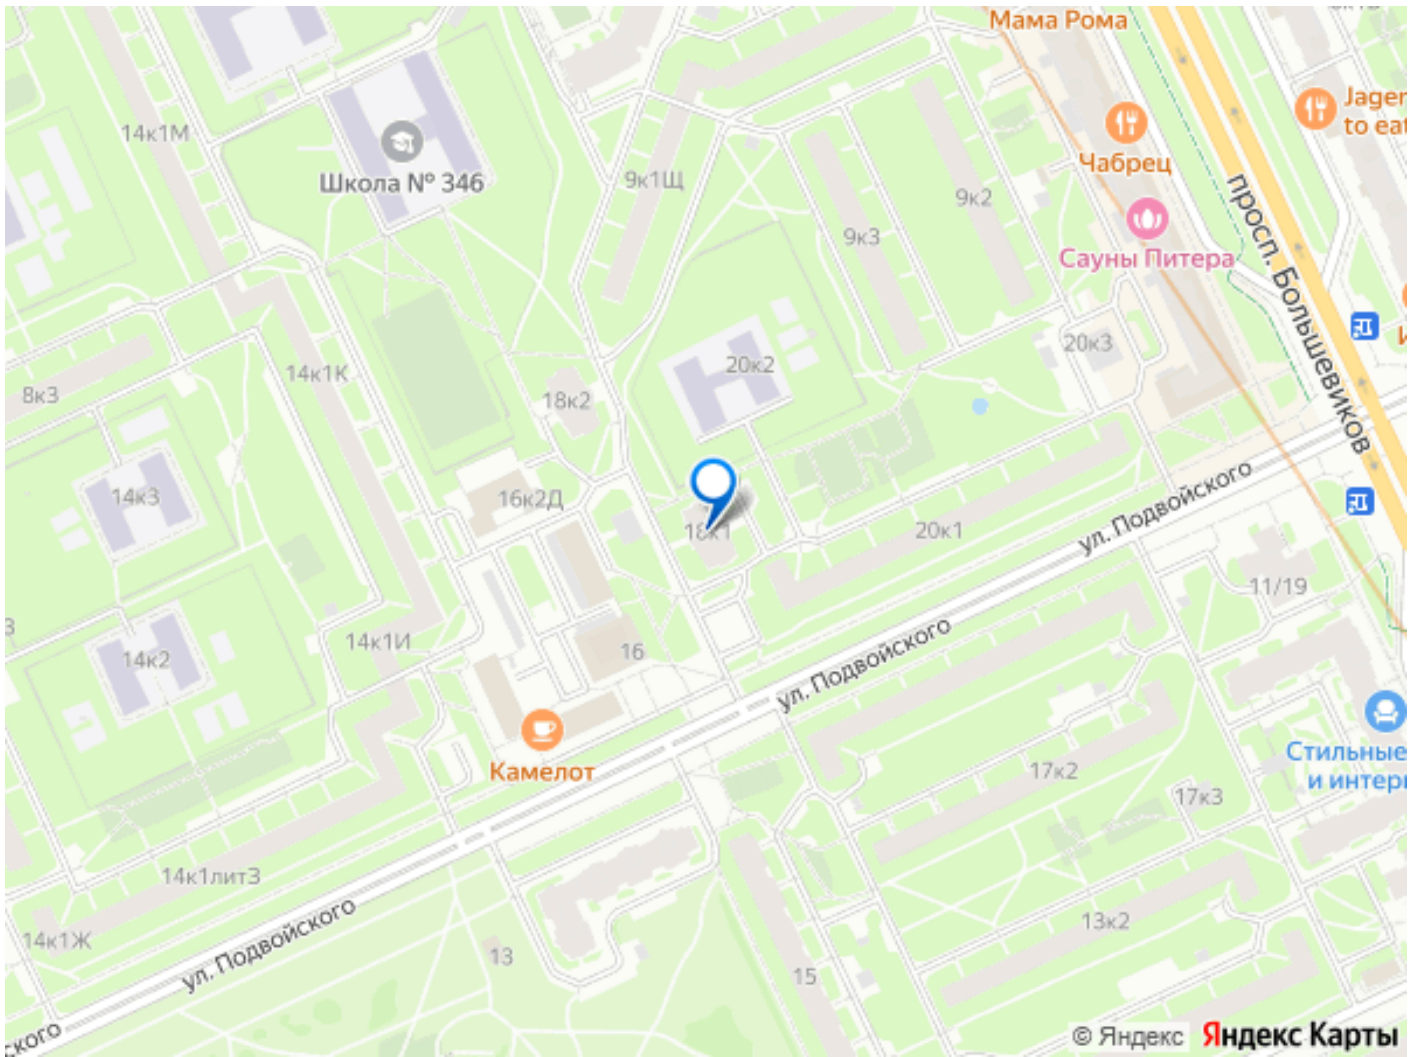 Мама Рома
Jager
to eat
14к1М
Чабрец
Школа № 346
9к1Щ
9к2
просп. Большевиков
9к3
Сауны Питера
20к3
20к2
14к1К
8к3
18к2
14к3
16к2Д
18к1
20к1
ул. Подвойского
11/19
14к1И
16
14к2
ул. Подвойского
Камелот
Стильные
и интер
17к2
17к3
14к1лит3
13к2
14к1Ж
ул. Подвойского
13
15
ского
© Яндекс Яндекс Карты